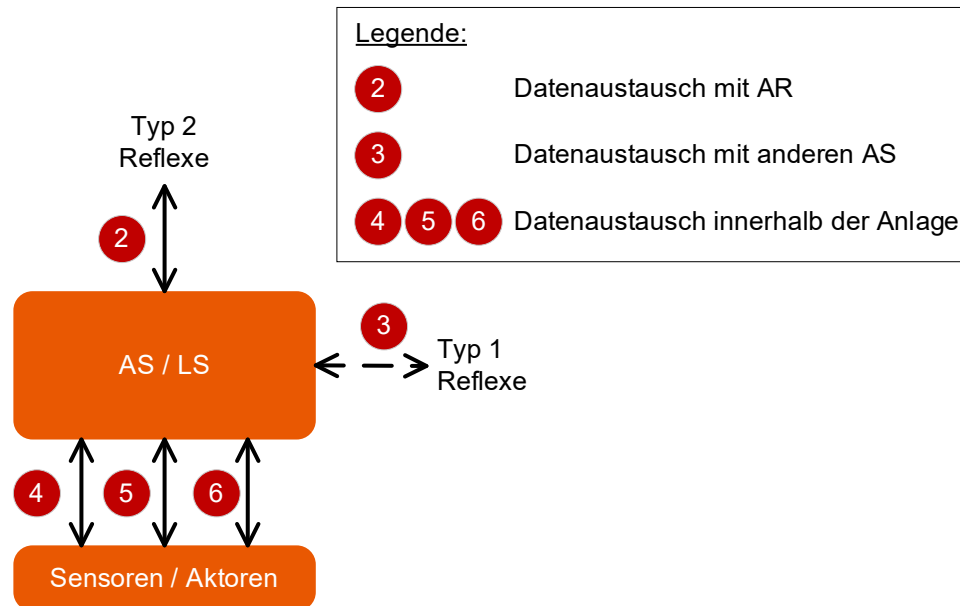 Legende:
2 Datenaustausch mit AR
3 Datenaustausch mit anderen AS
4 5 6 Datenaustausch innerhalb der Anlage
Typ 2
Reflexe
2
AS / LS
3
Typ 1
Reflexe
4 5 6
Sensoren / Aktoren